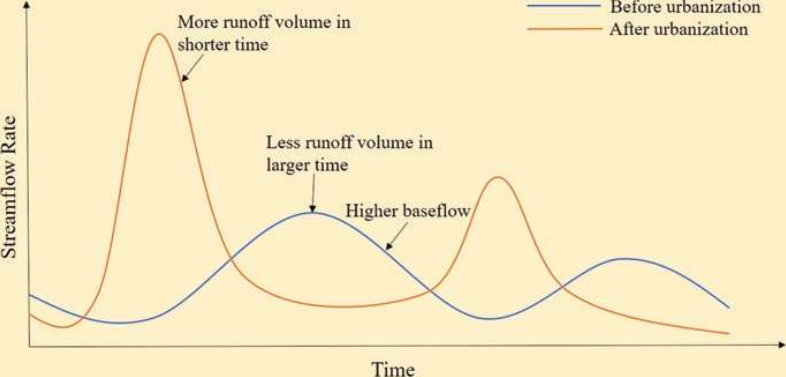 Before urbanization
After urbanization
More runoff volume in
shorter time
Less runoff volume in
larger time
Higher baseflow
Streamflow Rate
Time